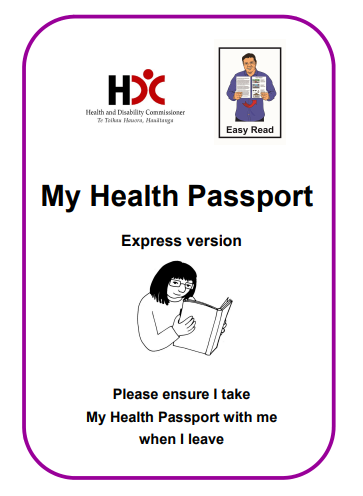 HDC
Health and Disability Commissioner
Te Toihau Hauora, Hauātanga
Easy Read
My Health Passport
Express version
Please ensure I take
My Health Passport with me
when I leave